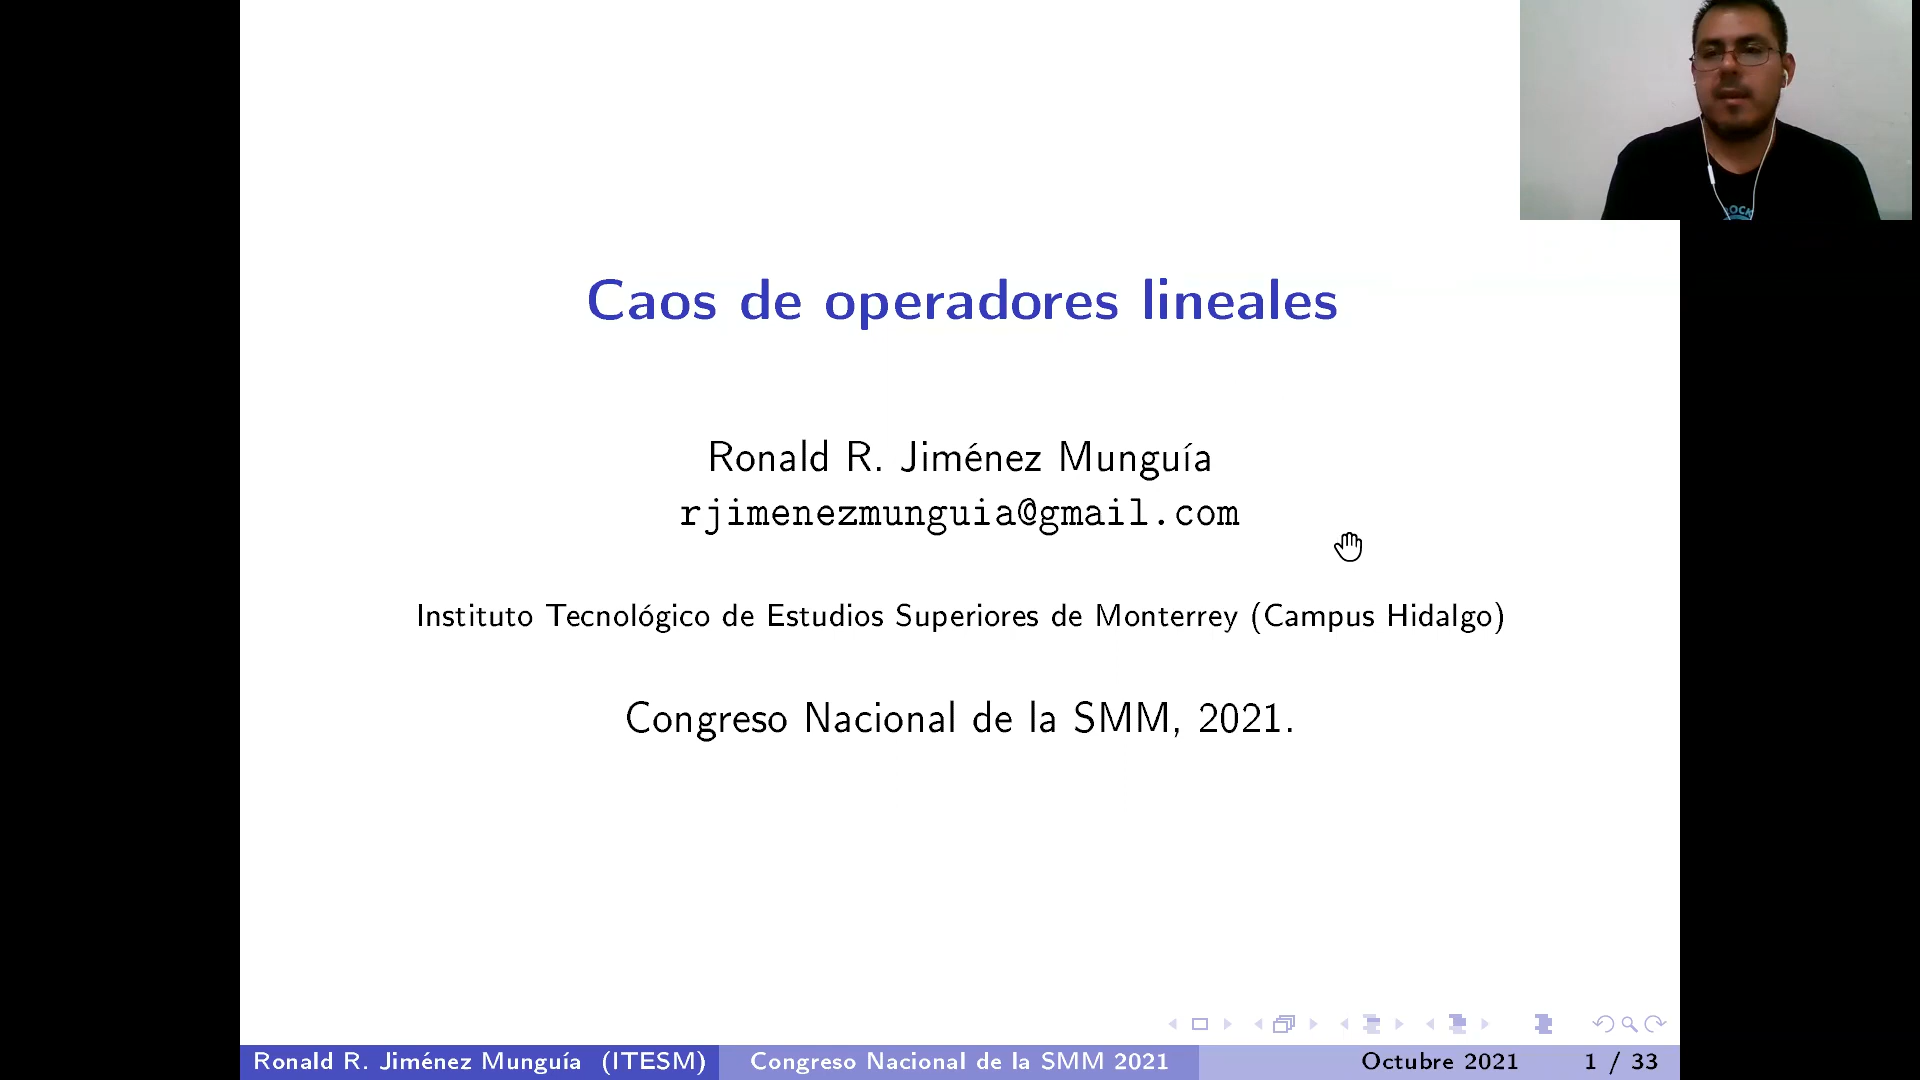 Caos de operadores lineales
Ronald R. Jiménez Munguía
rjimenezmunguia@gmail.com
Instituto Tecnológico de Estudios Superiores de Monterrey (Campus Hidalgo)
Congreso Nacional de la SMM, 2021.
Ronald R. Jiménez Munguía (ITESM) Congreso Nacional de la SMM 2021 Octubre 2021 1 / 33